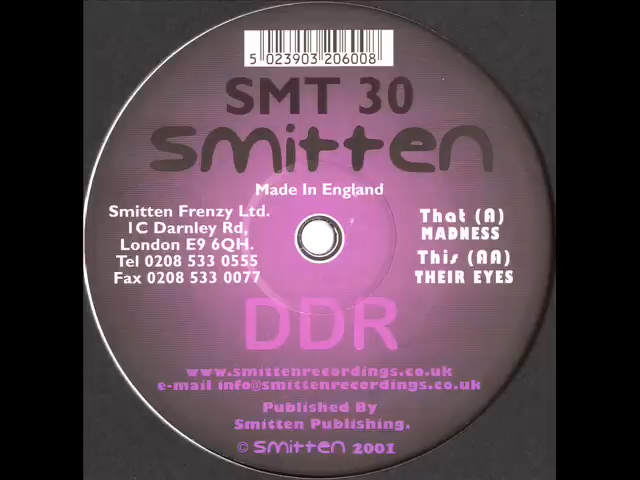 5 023903 206008
SMT 30
smitten
Made In England
Smitten Frenzy Ltd.
1C Darnley Rd,
London E9 6QH.
Tel 0208 533 0555
Fax 0208 533 0077
That (A)
MADNESS
This (AA)
THEIR EYES
DDR
www.smittenrecordings.co.uk
e-mail info@smittenrecordings.co.uk
Published By
Smitten Publishing.
© smitten 2001